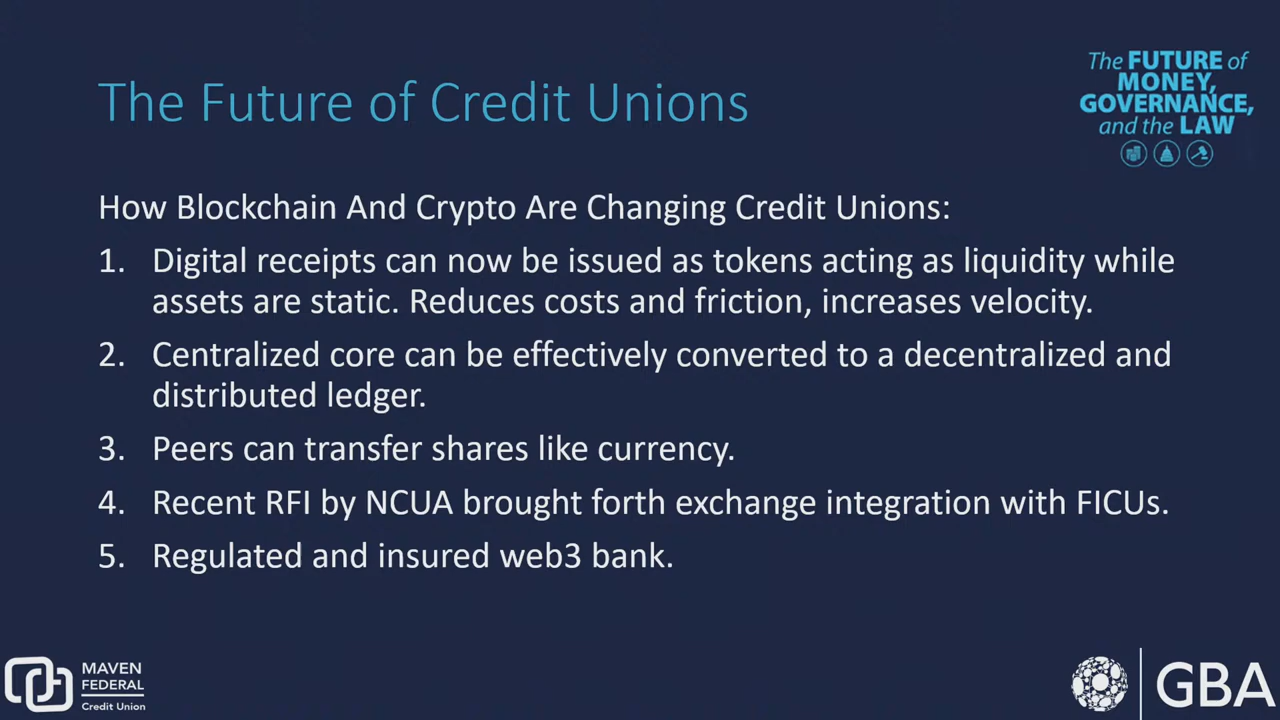 The Future of Credit Unions
The FUTURE of
MONEY,
GOVERNANCE,
and the LAW
How Blockchain And Crypto Are Changing Credit Unions:
1. Digital receipts can now be issued as tokens acting as liquidity while
assets are static. Reduces costs and friction, increases velocity.
2. Centralized core can be effectively converted to a decentralized and
distributed ledger.
3. Peers can transfer shares like currency.
4. Recent RFI by NCUA brought forth exchange integration with FICUs.
5. Regulated and insured web3 bank.
MAVEN
FEDERAL
Credit Union
GBA